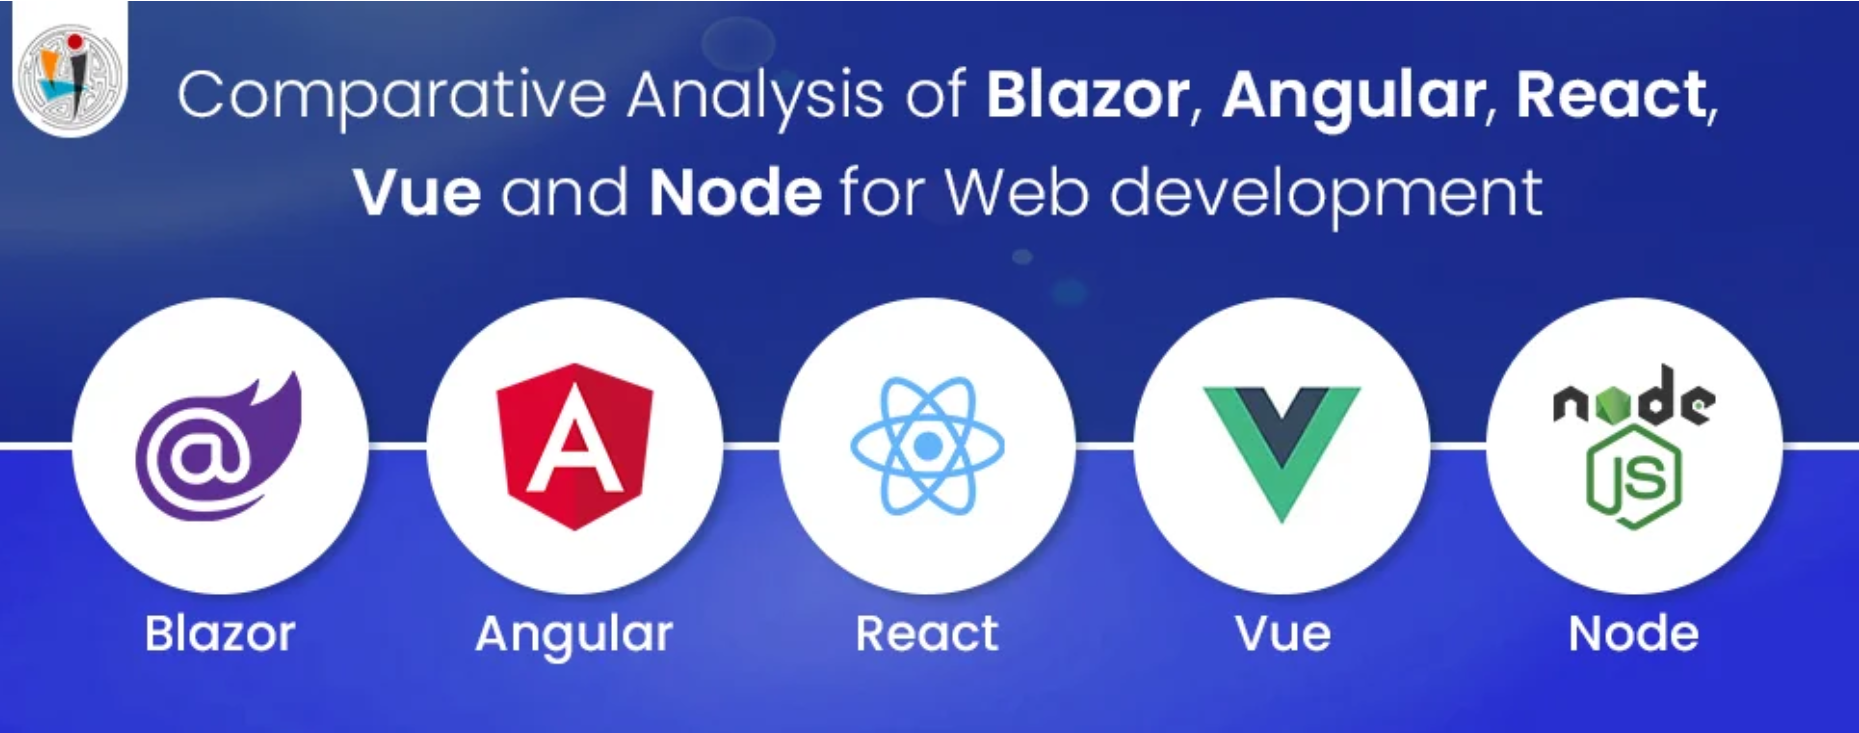 Comparative Analysis of Blazor, Angular, React,
Vue and Node for Web development
@
A
node
JS
Blazor
Angular
React
Vue
Node